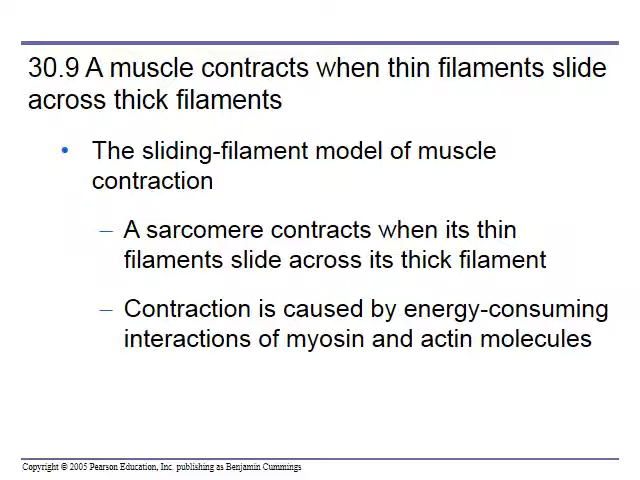 30.9 A muscle contracts when thin filaments slide
across thick filaments
• The sliding-filament model of muscle
contraction
– A sarcomere contracts when its thin
filaments slide across its thick filament
– Contraction is caused by energy-consuming
interactions of myosin and actin molecules
Copyright © 2005 Pearson Education, Inc. publishing as Benjamin Cummings